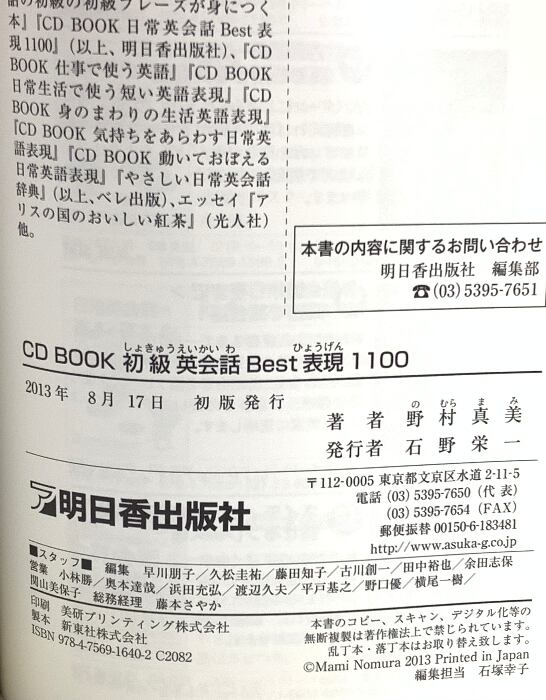 話の初級の初級フレーズが身につく
本』『CD BOOK 日常英会話 Best 表
現 1100』(以上、明日香出版社)、『CD
BOOK 仕事で使う英語』『CD BOOK
日常生活で使う短い英語表現』『CD
BOOK 身のまわりの生活英語表現』
『CD BOOK 気持ちをあらわす日常英
語表現』『CD BOOK 動いておぼえる
日常英語表現』『やさしい日常英会話
辞典』(以上、ベレ出版)、エッセイ『ア
リスの国のおいしい紅茶』(光人社)
他。
本書の内容に関するお問い合わせ
明日香出版社 編集部
☎(03)5395-7651
しょきゅうえいかいわ ひょうげん
CD BOOK 初級英会話 Best 表現 1100
2013年 8月 17日 初版発行
の むら ま み
著者 野村真美
発行者 石野栄一
ア明日香出版社
〒112-0005 東京都文京区水道 2-11-5
電話 (03) 5395-7650 (代表)
(03) 5395-7654 (FAX)
郵便振替 00150-6-183481
http://www.asuka-g.co.jp
■スタッフ■ 編集 早川朋子/久松圭祐/藤田知子/古川創一/田中裕也/余田志保
営業 小林勝/奥本達哉/浜田充弘/渡辺久夫/平戸基之/野口優/横尾一樹/
関山美保子 総務経理 藤本さやか
印刷 美研プリンティング株式会社
製本 新東社株式会社
ISBN 978-4-7569-1640-2 C2082
本書のコピー、スキャン、デジタル化等の
無断複製は著作権法上で禁じられています。
乱丁本・落丁本はお取り替え致します。
©Mami Nomura 2013 Printed in Japan
編集担当 石塚幸子